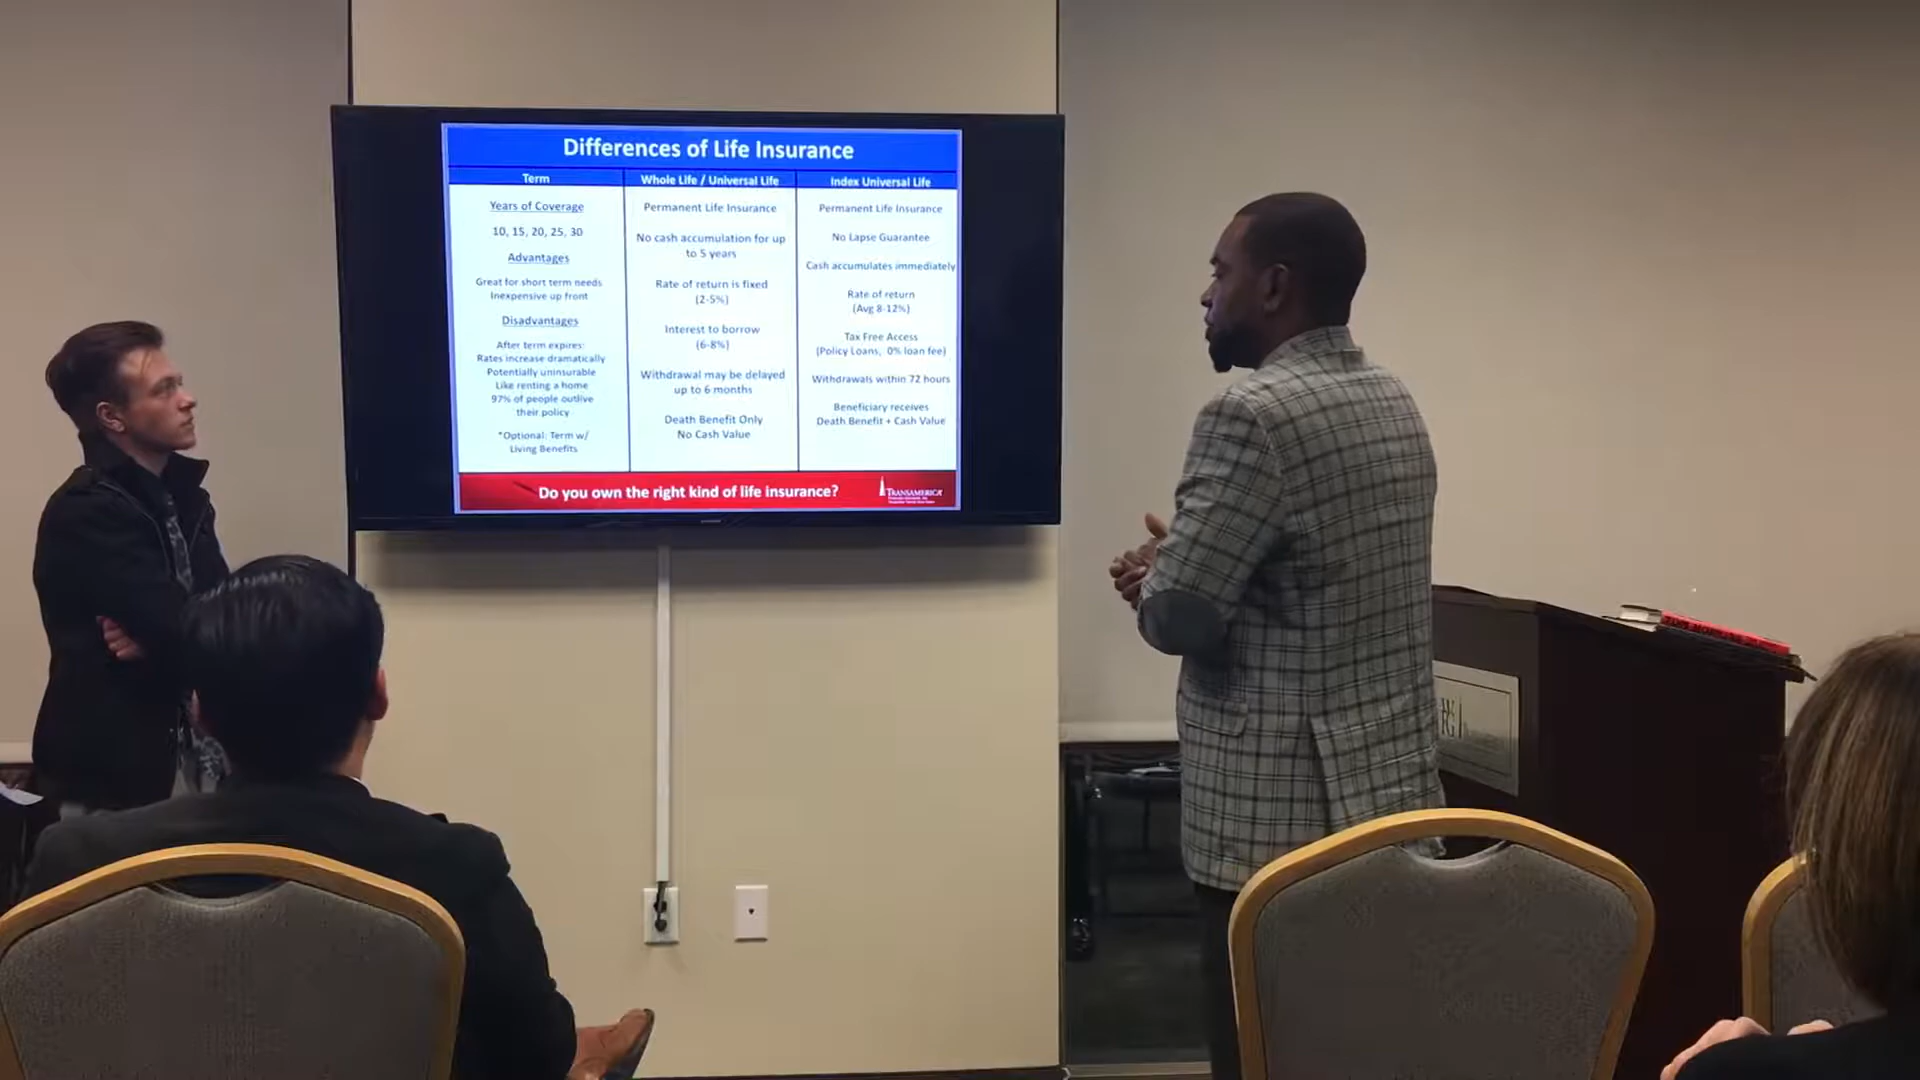 Differences of Life Insurance
Term
Years of Coverage
10, 15, 20, 25, 30
Advantages
Great for short term needs
Inexpensive up front
Disadvantages
After term expires:
Rates increase dramatically
Potentially uninsurable
Like renting a home
97% of people outlive
their policy
*Optional: Term w/
Living Benefits
Whole Life / Universal Life
Permanent Life Insurance
No cash accumulation for up
to 5 years
Rate of return is fixed
(2-5%)
Interest to borrow
(6-8%)
Withdrawal may be delayed
up to 6 months
Death Benefit Only
No Cash Value
Index Universal Life
Permanent Life Insurance
No Lapse Guarantee
Cash accumulates immediately
Rate of return
(Avg 8-12%)
Tax Free Access
(Policy Loans, 0% loan fee)
Withdrawals within 72 hours
Beneficiary receives
Death Benefit + Cash Value
Do you own the right kind of life insurance?
TRANSAMERICA